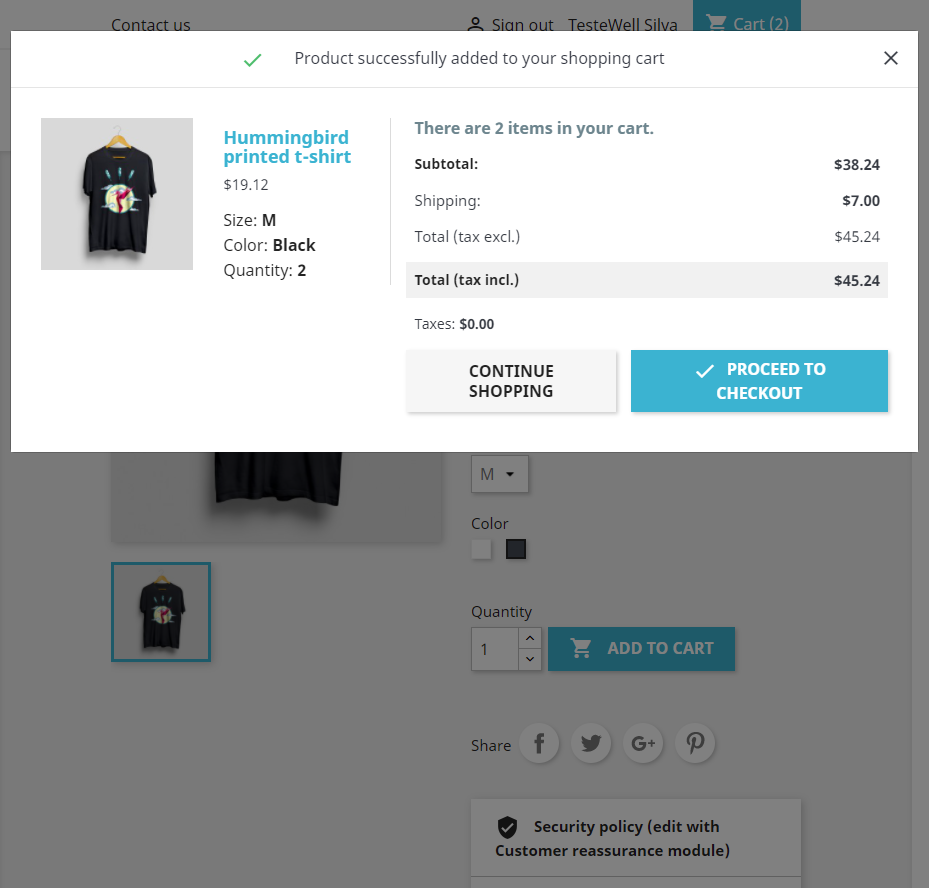 Contact us
Sign out TesteWell Silva Cart (2)
Product successfully added to your shopping cart
Hummingbird
printed t-shirt
$19.12
Size: M
Color: Black
Quantity: 2
There are 2 items in your cart.
Subtotal: $38.24
Shipping: $7.00
Total (tax excl.) $45.24
Total (tax incl.) $45.24
Taxes: $0.00
CONTINUE
SHOPPING
PROCEED TO
CHECKOUT
M
Color
Quantity
1
ADD TO CART
Share
Security policy (edit with
Customer reassurance module)